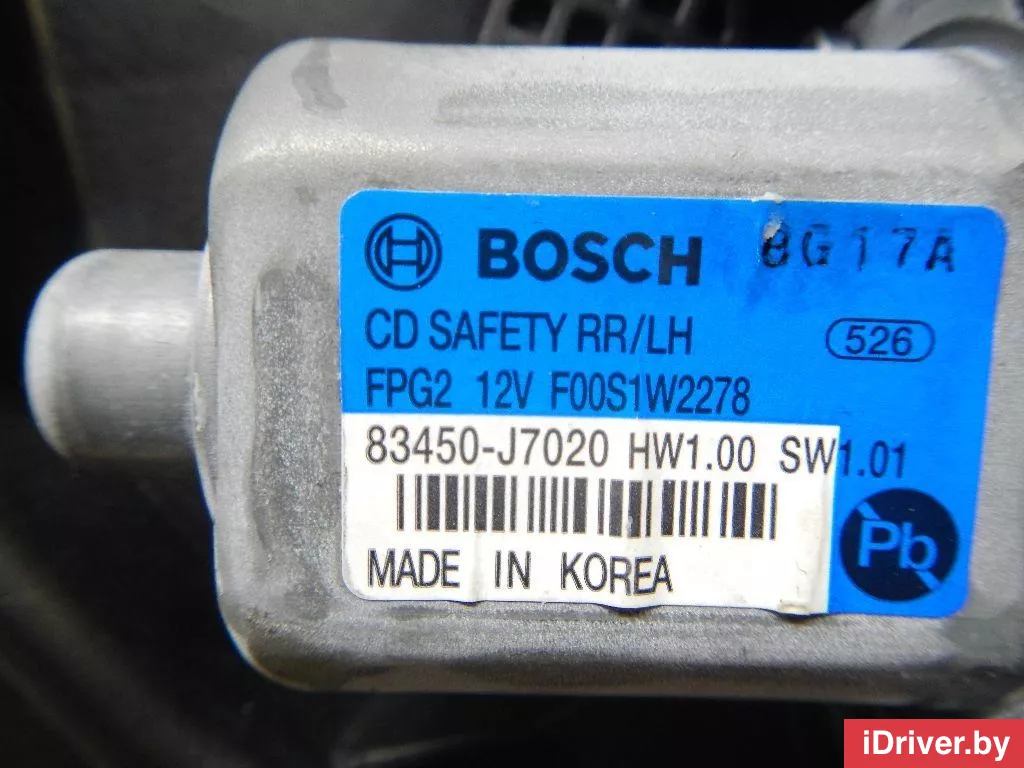 BOSCH 8G17A
CD SAFETY RR/LH 526
FPG2 12V F00S1W2278
83450-J7020 HW1.00 SW1.01
Pb
MADE IN KOREA
iDriver.by